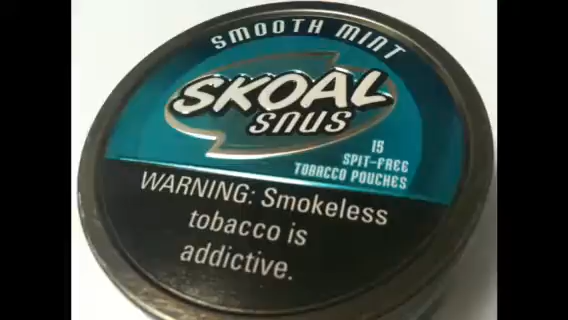 SMOOTH MINT
SKOAL
SNUS
15
SPIT-FREE
TOBACCO POUCHES
WARNING: Smokeless
tobacco is
addictive.